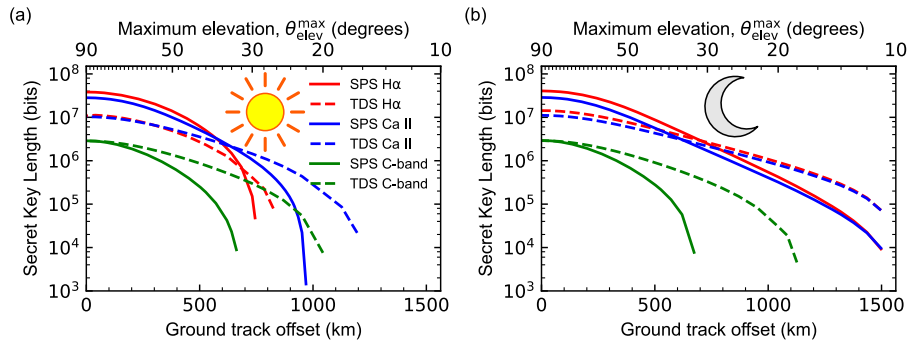 (a)
Maximum elevation, θ_elev^max (degrees)
90 50 30 20 10
Secret Key Length (bits)
10^8
10^7
10^6
10^5
10^4
10^3
SPS Hα
TDS Hα
SPS Ca II
TDS Ca II
SPS C-band
TDS C-band
0 500 1000 1500
Ground track offset (km)
(b)
Maximum elevation, θ_elev^max (degrees)
90 50 30 20 10
Secret Key Length (bits)
10^8
10^7
10^6
10^5
10^4
10^3
0 500 1000 1500
Ground track offset (km)